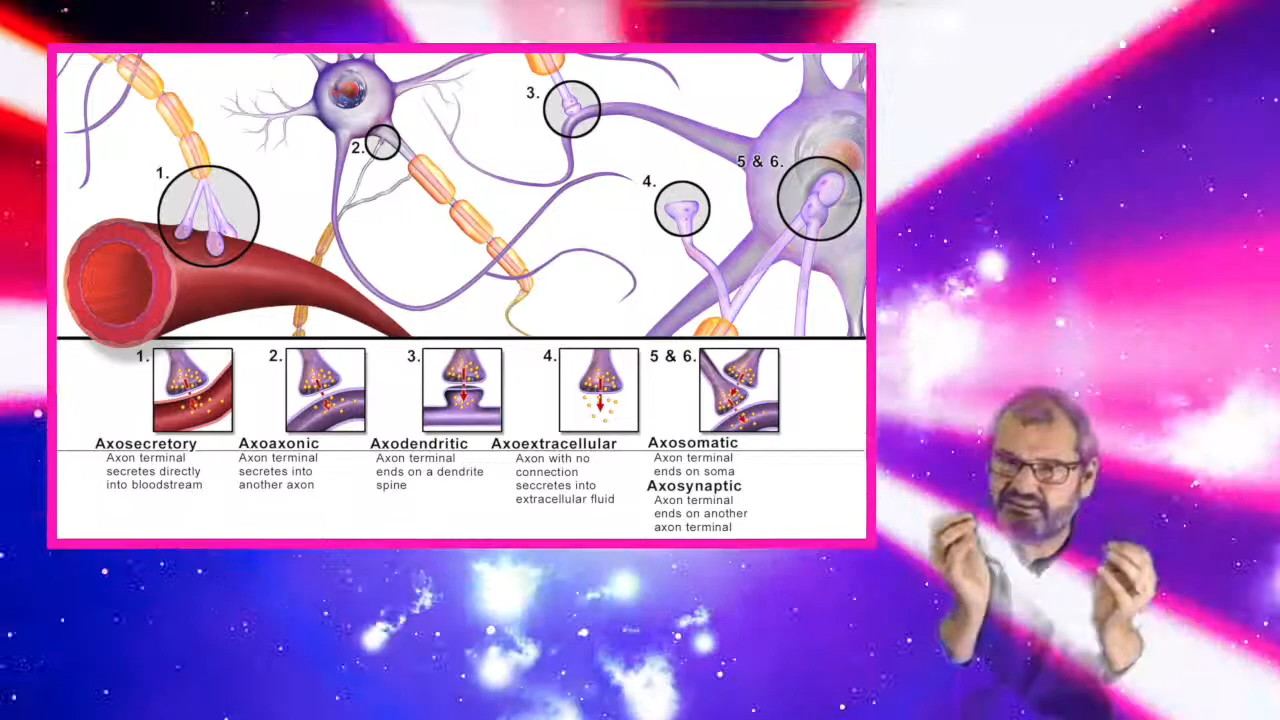 1.
2.
3.
4.
5 & 6.
1.
2.
3.
4.
5 & 6.
Axosecretory
Axon terminal
secretes directly
into bloodstream
Axoaxonic
Axon terminal
secretes into
another axon
Axodendritic
Axon terminal
ends on a dendrite
spine
Axoextracellular
Axon with no
connection
seccretes into
extracellular fluid
Axosomatic
Axon terminal
ends on soma
Axosynaptic
Axon terminal
ends on another
axon terminal